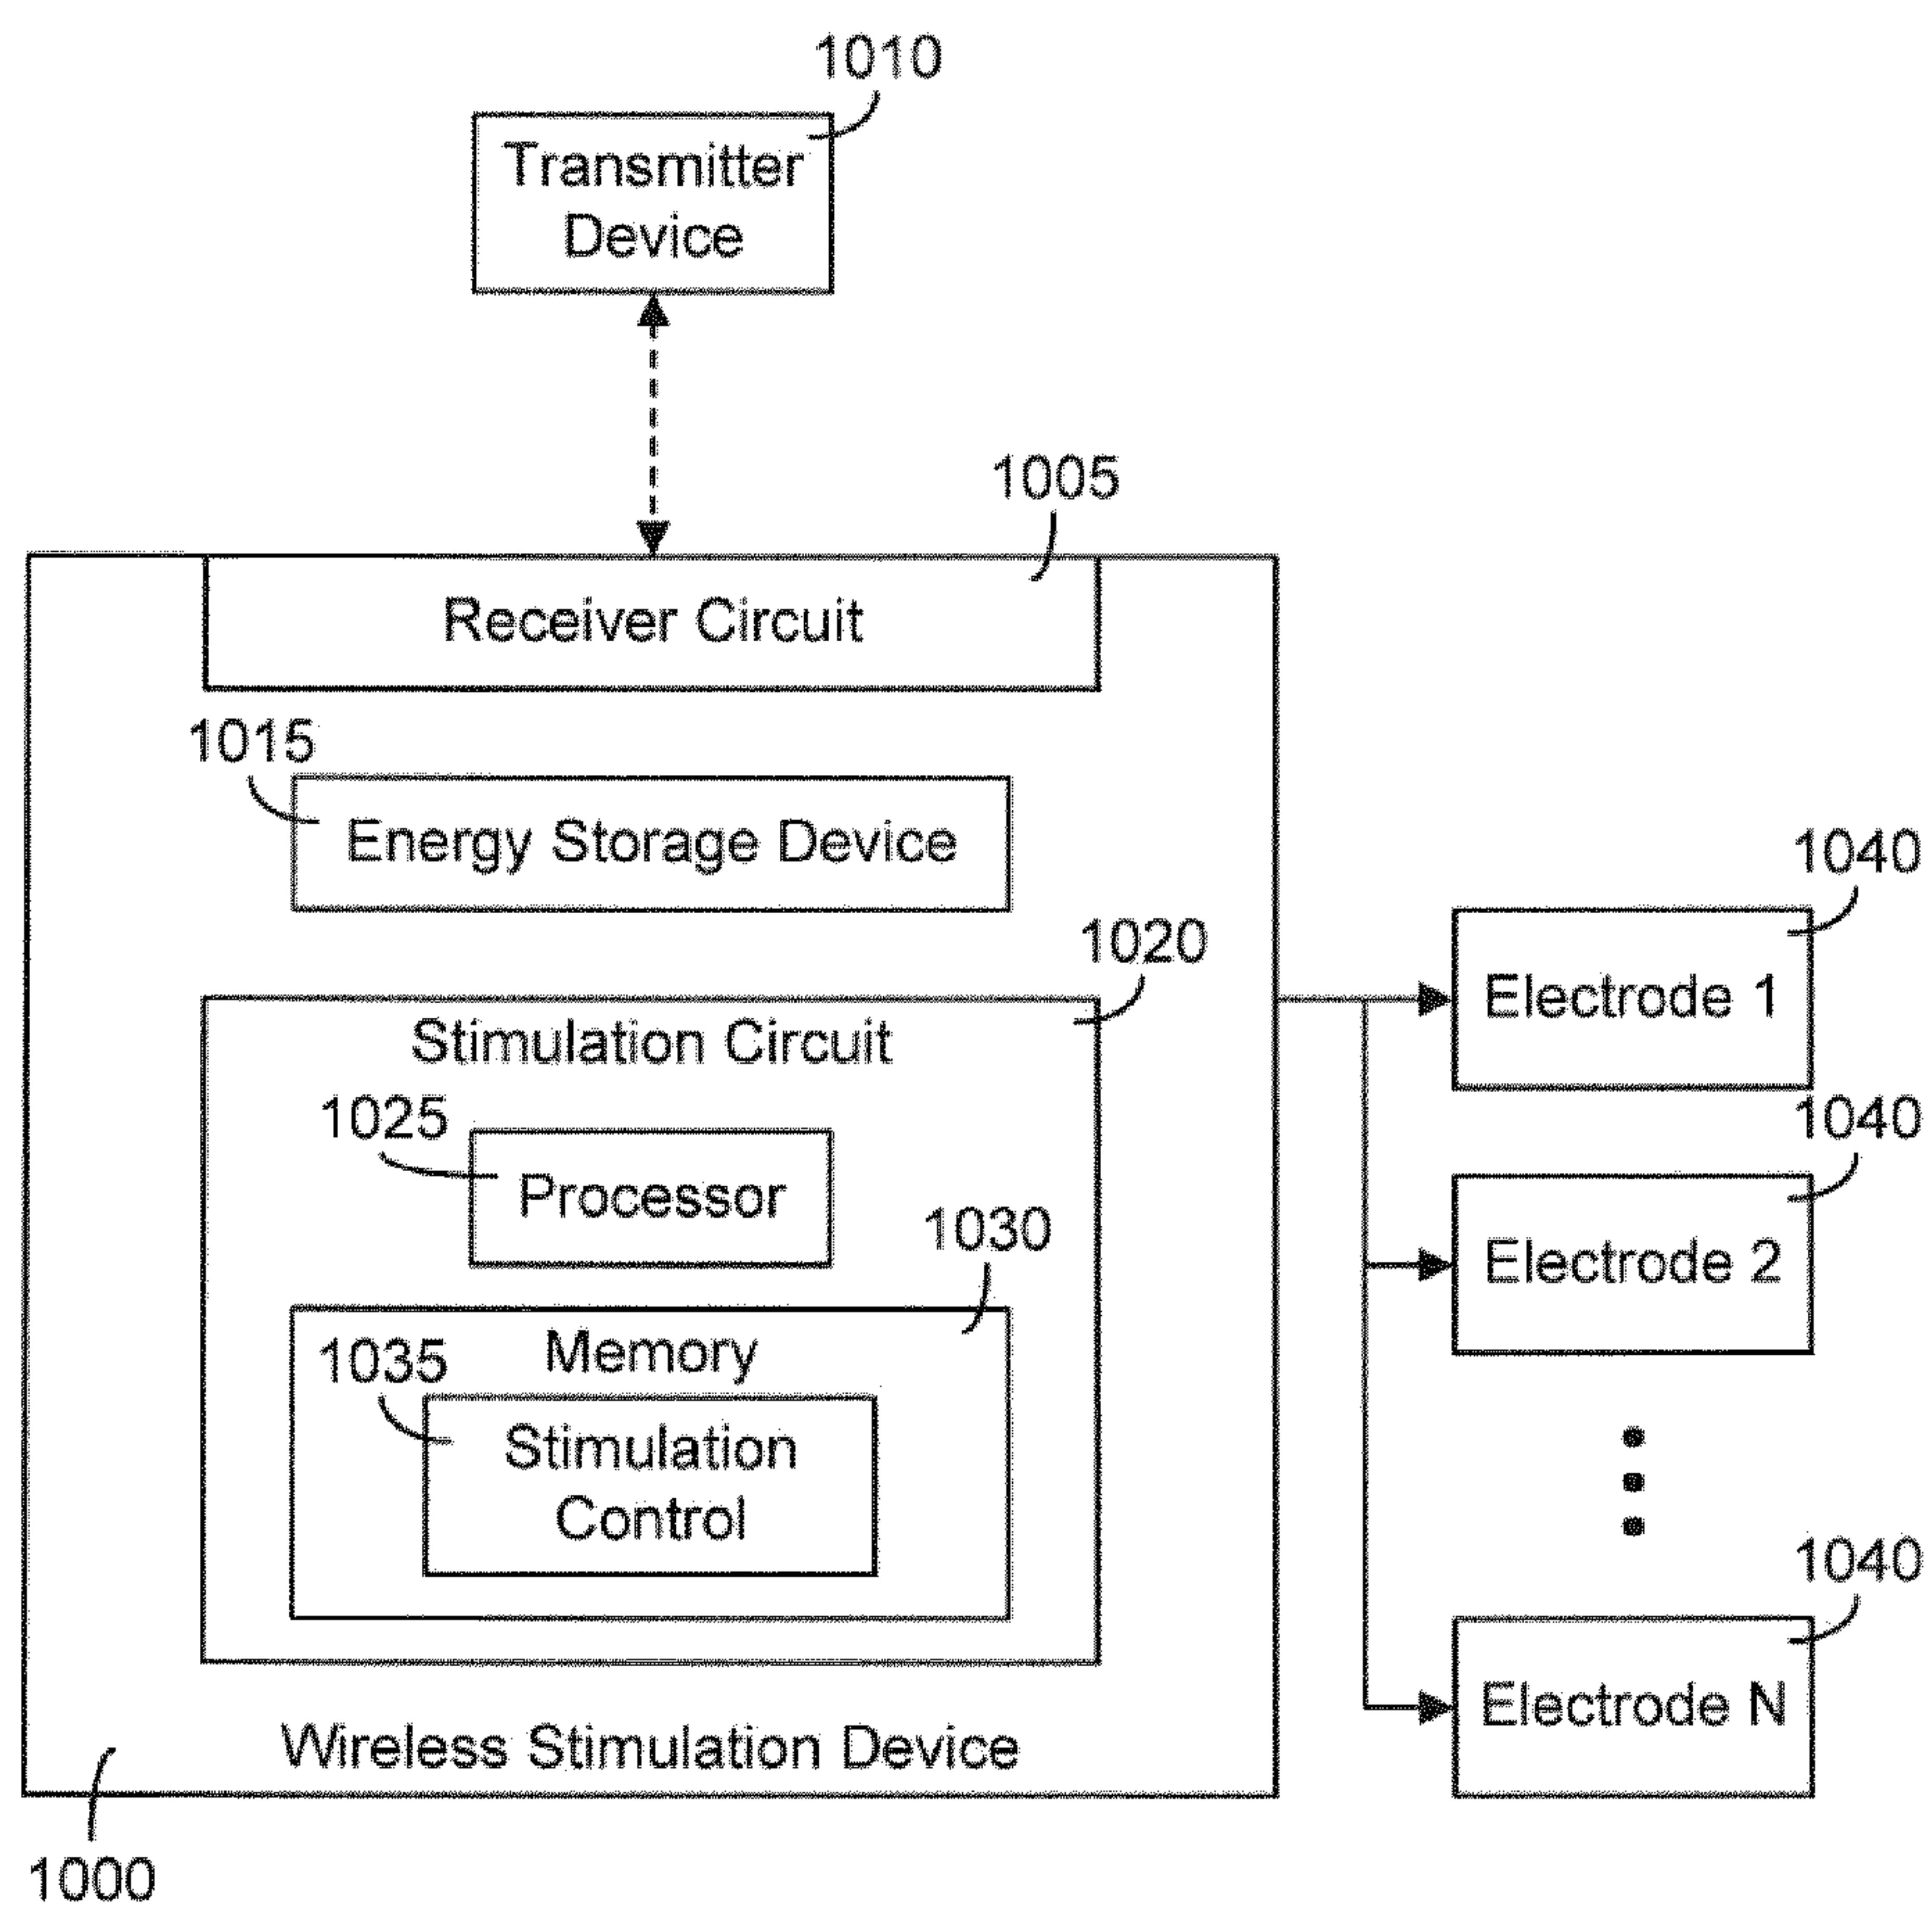 1010
Transmitter
Device
1005
Receiver Circuit
1015
Energy Storage Device
1020
Stimulation Circuit
1025
Processor
1030
Memory
1035
Stimulation
Control
Wireless Stimulation Device
1000
1040
Electrode 1
1040
Electrode 2
1040
Electrode N